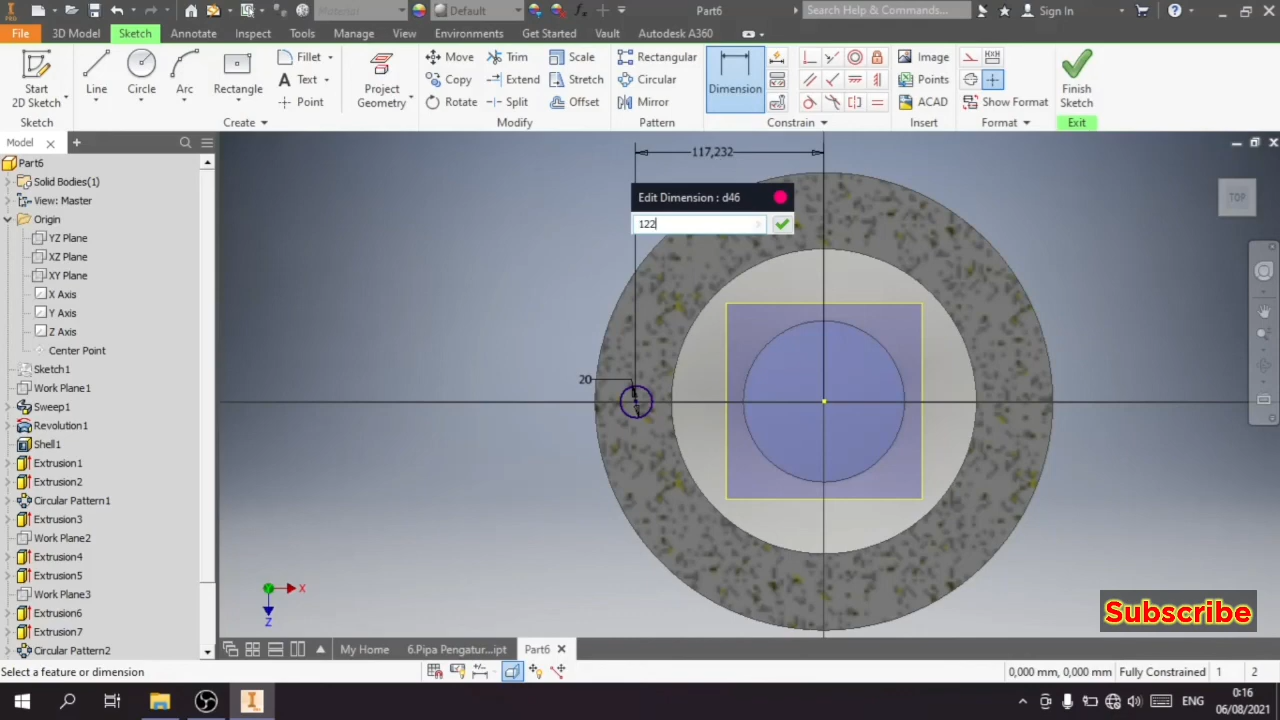 Material
Default
Part6
Search Help & Commands...
Sign In
PRO
File
3D Model
Sketch
Annotate
Inspect
Tools
Manage
View
Environments
Get Started
Vault
Autodesk A360
Start
2D Sketch
Line
Circle
Arc
Rectangle
Fillet
Text
Point
Project
Geometry
Move
Copy
Rotate
Trim
Extend
Split
Scale
Stretch
Offset
Rectangular
Circular
Mirror
Dimension
Image
Points
ACAD
Show Format
Finish
Sketch
Sketch
Create
Modify
Pattern
Constrain
Insert
Format
Exit
Model
Part6
Solid Bodies(1)
View: Master
Origin
YZ Plane
XZ Plane
XY Plane
X Axis
Y Axis
Z Axis
Center Point
Sketch1
Work Plane1
Sweep1
Revolution1
Shell1
Extrusion1
Extrusion2
Circular Pattern1
Extrusion3
Work Plane2
Extrusion4
Extrusion5
Work Plane3
Extrusion6
Extrusion7
Circular Pattern2
117,232
Edit Dimension : d46
122
TOP
20
X
Z
Subscribe
My Home
6.Pipa Pengatur...ipt
Part6
Select a feature or dimension
0,000 mm, 0,000 mm
Fully Constrained
1
2
ENG
0:16
06/08/2021